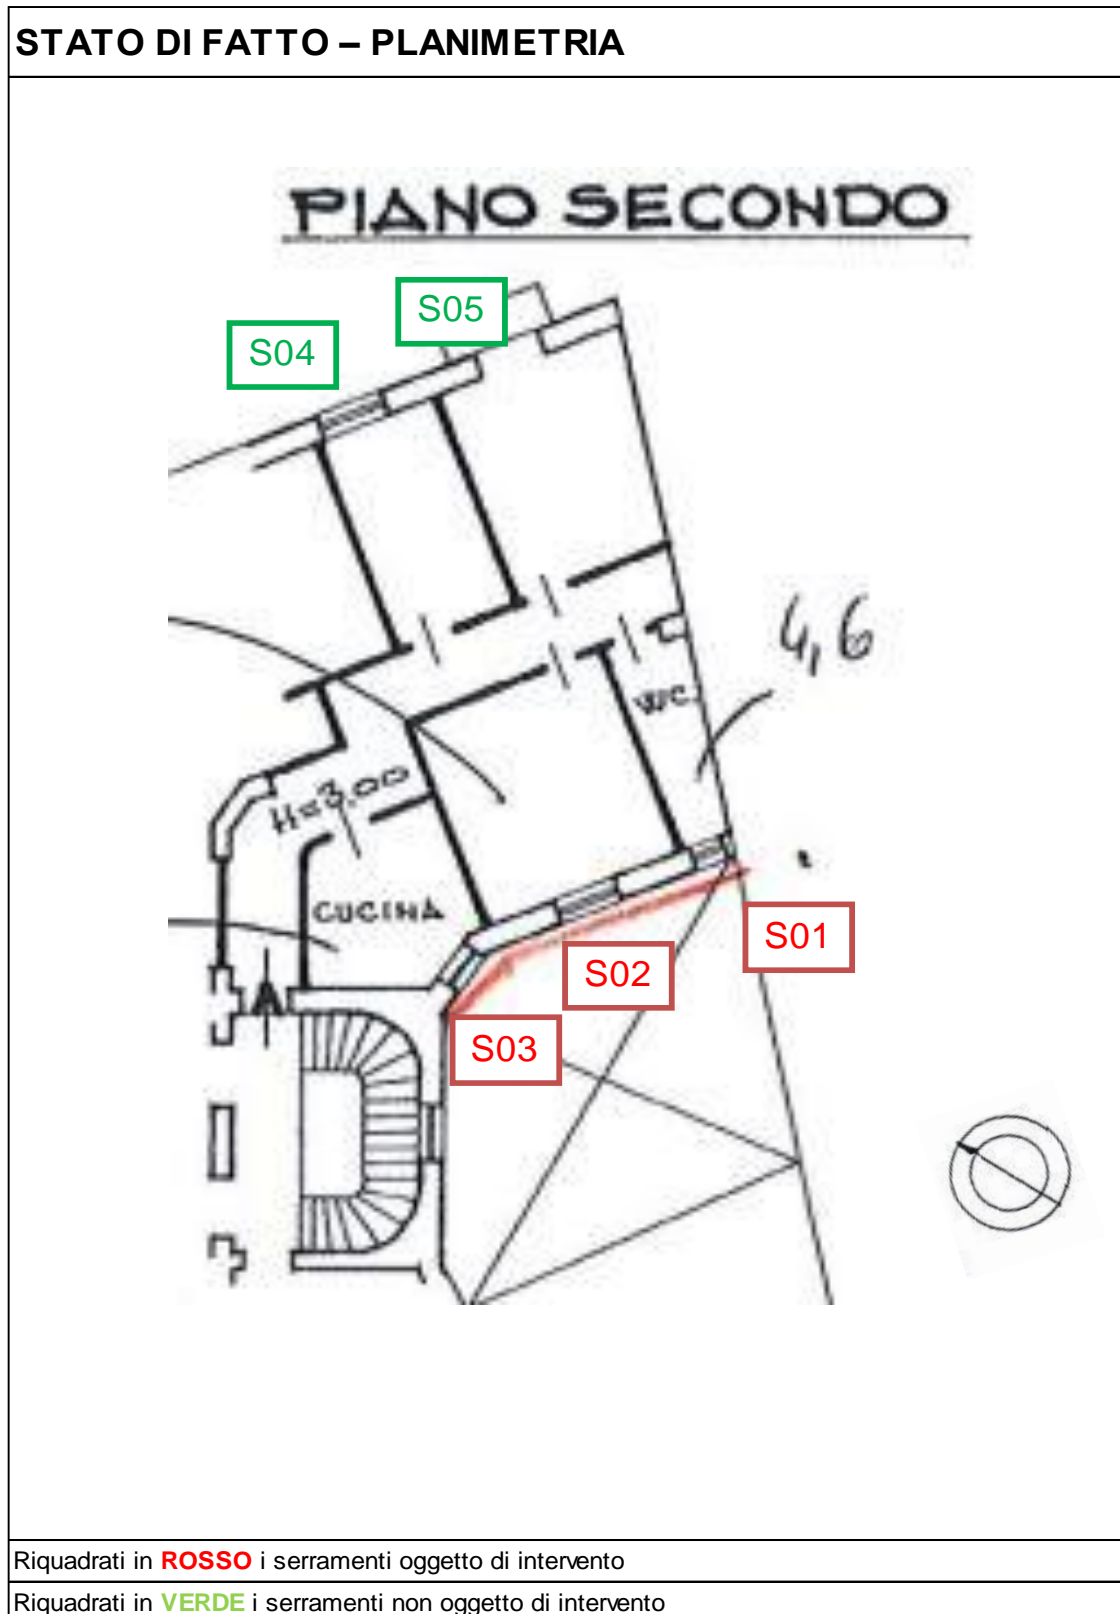 STATO DI FATTO – PLANIMETRIA
PIANO SECONDO
S05
S04
4,6
WC.
H=3,00
CUCINA
S01
S02
A
S03
Riquadrati in ROSSO i serramenti oggetto di intervento
Riquadrati in VERDE i serramenti non oggetto di intervento